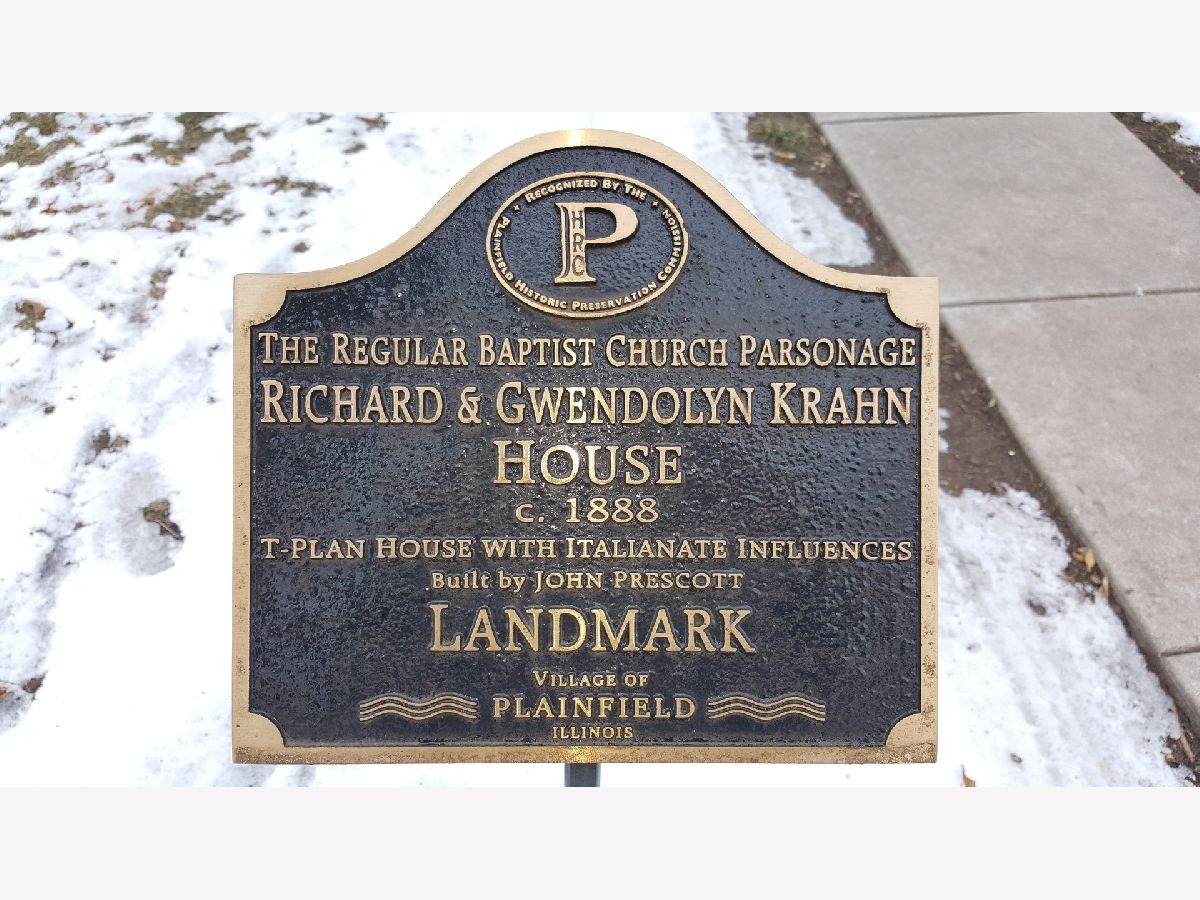 Recognized By The
Plainfield Historic Preservation Commission
P
HRC
The Regular Baptist Church Parsonage
Richard & Gwendolyn Krahn
House
c. 1888
T-Plan House with Italianate Influences
Built by John Prescott
Landmark
Village of
Plainfield
Illinois